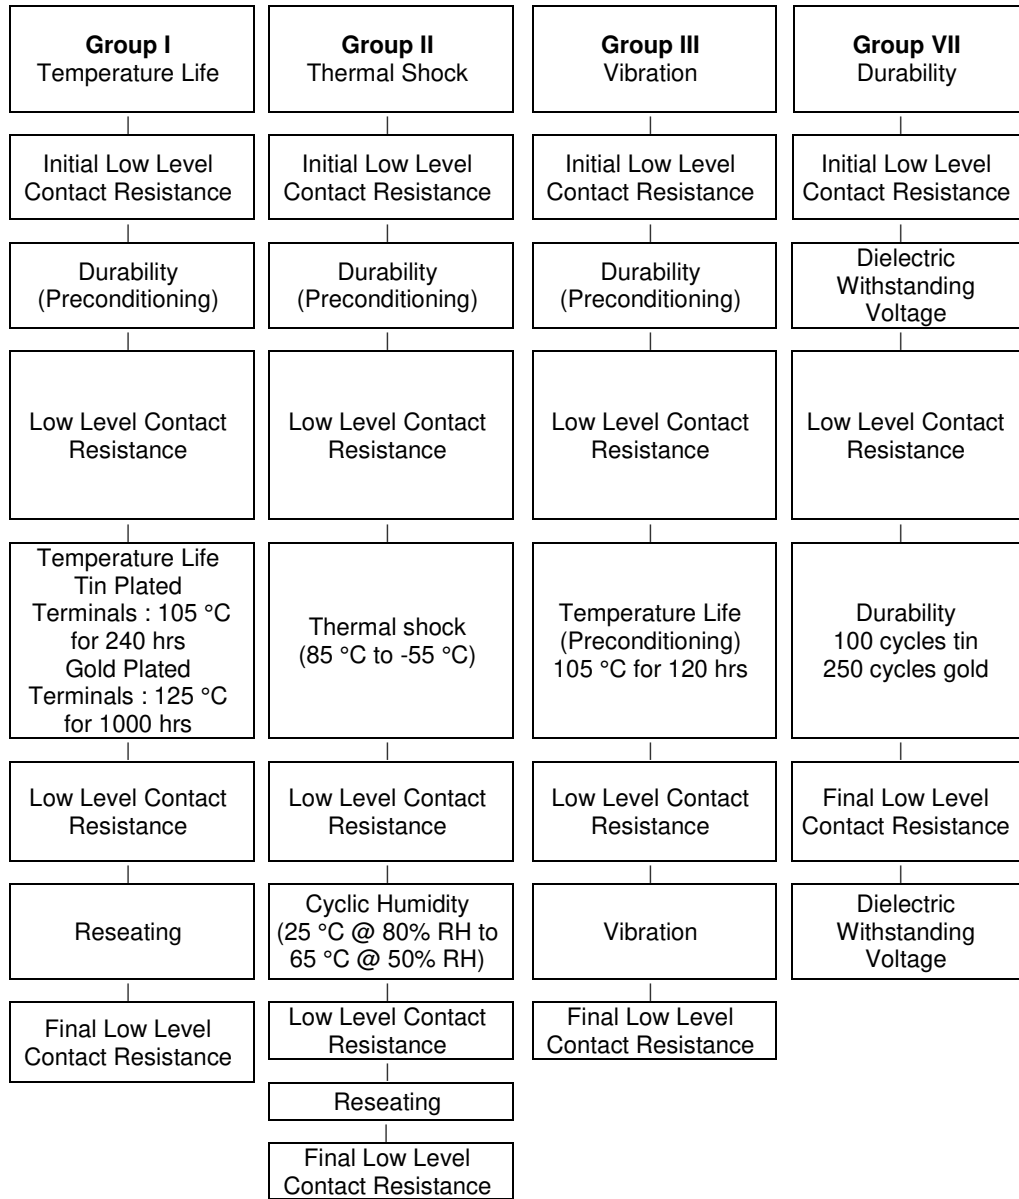 Group I
Temperature Life
Initial Low Level
Contact Resistance
Durability
(Preconditioning)
Low Level Contact
Resistance
Temperature Life
Tin Plated
Terminals : 105 °C
for 240 hrs
Gold Plated
Terminals : 125 °C
for 1000 hrs
Low Level Contact
Resistance
Reseating
Final Low Level
Contact Resistance
Group II
Thermal Shock
Initial Low Level
Contact Resistance
Durability
(Preconditioning)
Low Level Contact
Resistance
Thermal shock
(85 °C to -55 °C)
Low Level Contact
Resistance
Cyclic Humidity
(25 °C @ 80% RH to
65 °C @ 50% RH)
Low Level Contact
Resistance
Reseating
Final Low Level
Contact Resistance
Group III
Vibration
Initial Low Level
Contact Resistance
Durability
(Preconditioning)
Low Level Contact
Resistance
Temperature Life
(Preconditioning)
105 °C for 120 hrs
Low Level Contact
Resistance
Vibration
Final Low Level
Contact Resistance
Group VII
Durability
Initial Low Level
Contact Resistance
Dielectric
Withstanding
Voltage
Low Level Contact
Resistance
Durability
100 cycles tin
250 cycles gold
Final Low Level
Contact Resistance
Dielectric
Withstanding
Voltage